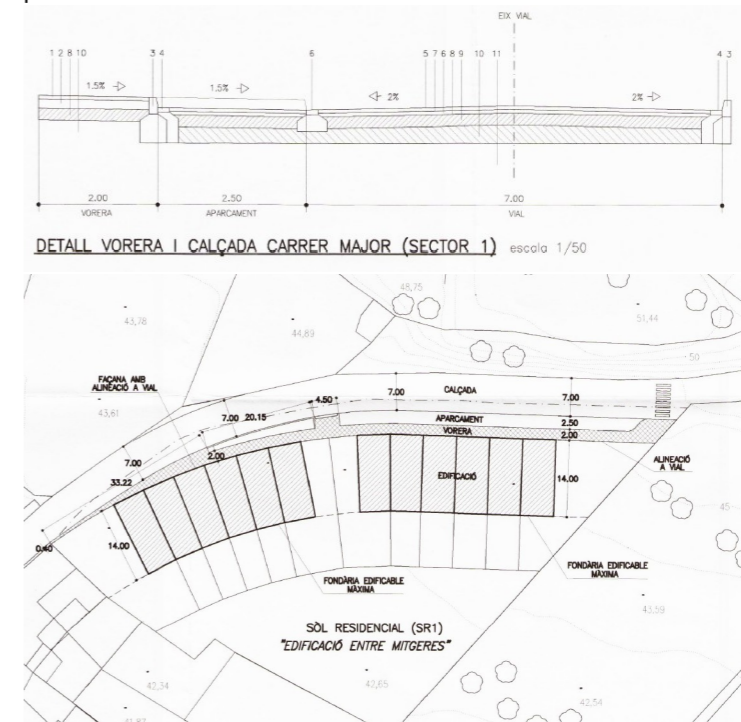 EIX VIAL
1 2 8 10 3 4 6 5 7 6 8 9 10 11 4 3
1.5% 1.5% 2% 2%
2.00 2.50 7.00
VORERA APARCAMENT VIAL
DETALL VORERA I CALÇADA CARRER MAJOR (SECTOR 1) escala 1/50
48,75
43,78
44,89
51,44
50
FAÇANA AMB
ALINEACIÓ A VIAL
43,61
7.00 CALÇADA 7.00
4.50
7.00 20.15
APARCAMENT 2.50
VORERA 2.00
7.00
2.00
33.22
ALINEACIÓ
A VIAL
EDIFICACIÓ 14.00
45
0.40
14.00
FONDÀRIA EDIFICABLE
MÀXIMA
FONDÀRIA EDIFICABLE
MÀXIMA
43.59
SÒL RESIDENCIAL (SR1)
"EDIFICACIÓ ENTRE MITGERES"
42,34
42,65
42.54